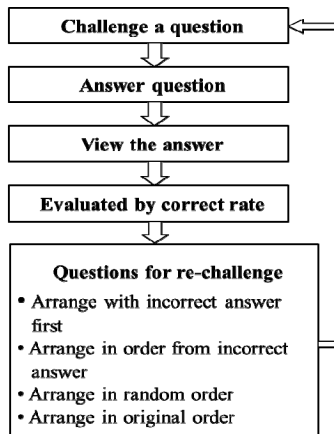 Challenge a question
Answer question
View the answer
Evaluated by correct rate
Questions for re-challenge
• Arrange with incorrect answer
first
• Arrange in order from incorrect
answer
• Arrange in random order
• Arrange in original order